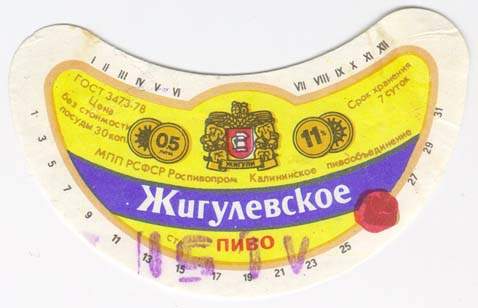 I II III IV V VI VII VIII IX X XI XII
ГОСТ 3473-78
Цена
без стоимости
посуды 30 коп.
0,5
литр
ЖИГУЛИ
11%
Срок хранения
7 суток
МПП РСФСР Роспивопром Калининское пивообъединение
Жигулевское
ПИВО
1 3 5 7 9 11 13 15 17 19 21 23 25 27 29 31